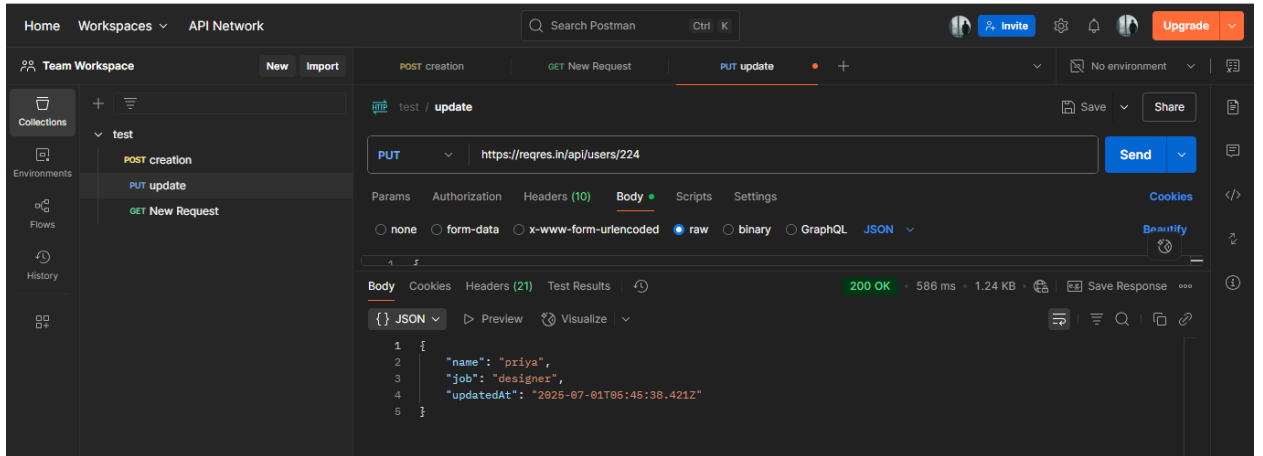 Home Workspaces API Network Search Postman Ctrl K Invite Upgrade
Team Workspace New Import POST creation GET New Request PUT update No environment
Collections
test / update Save Share
test
POST creation
PUT https://reqres.in/api/users/224 Send
Environments
PUT update
Params Authorization Headers (10) Body Scripts Settings Cookies
GET New Request
Flows
none form-data x-www-form-urlencoded raw binary GraphQL JSON Beautify
1 {
History
Body Cookies Headers (21) Test Results 200 OK 586 ms 1.24 KB Save Response
{} JSON Preview Visualize
1 {
2 "name": "priya",
3 "job": "designer",
4 "updatedAt": "2025-07-01T05:45:38.421Z"
5 }